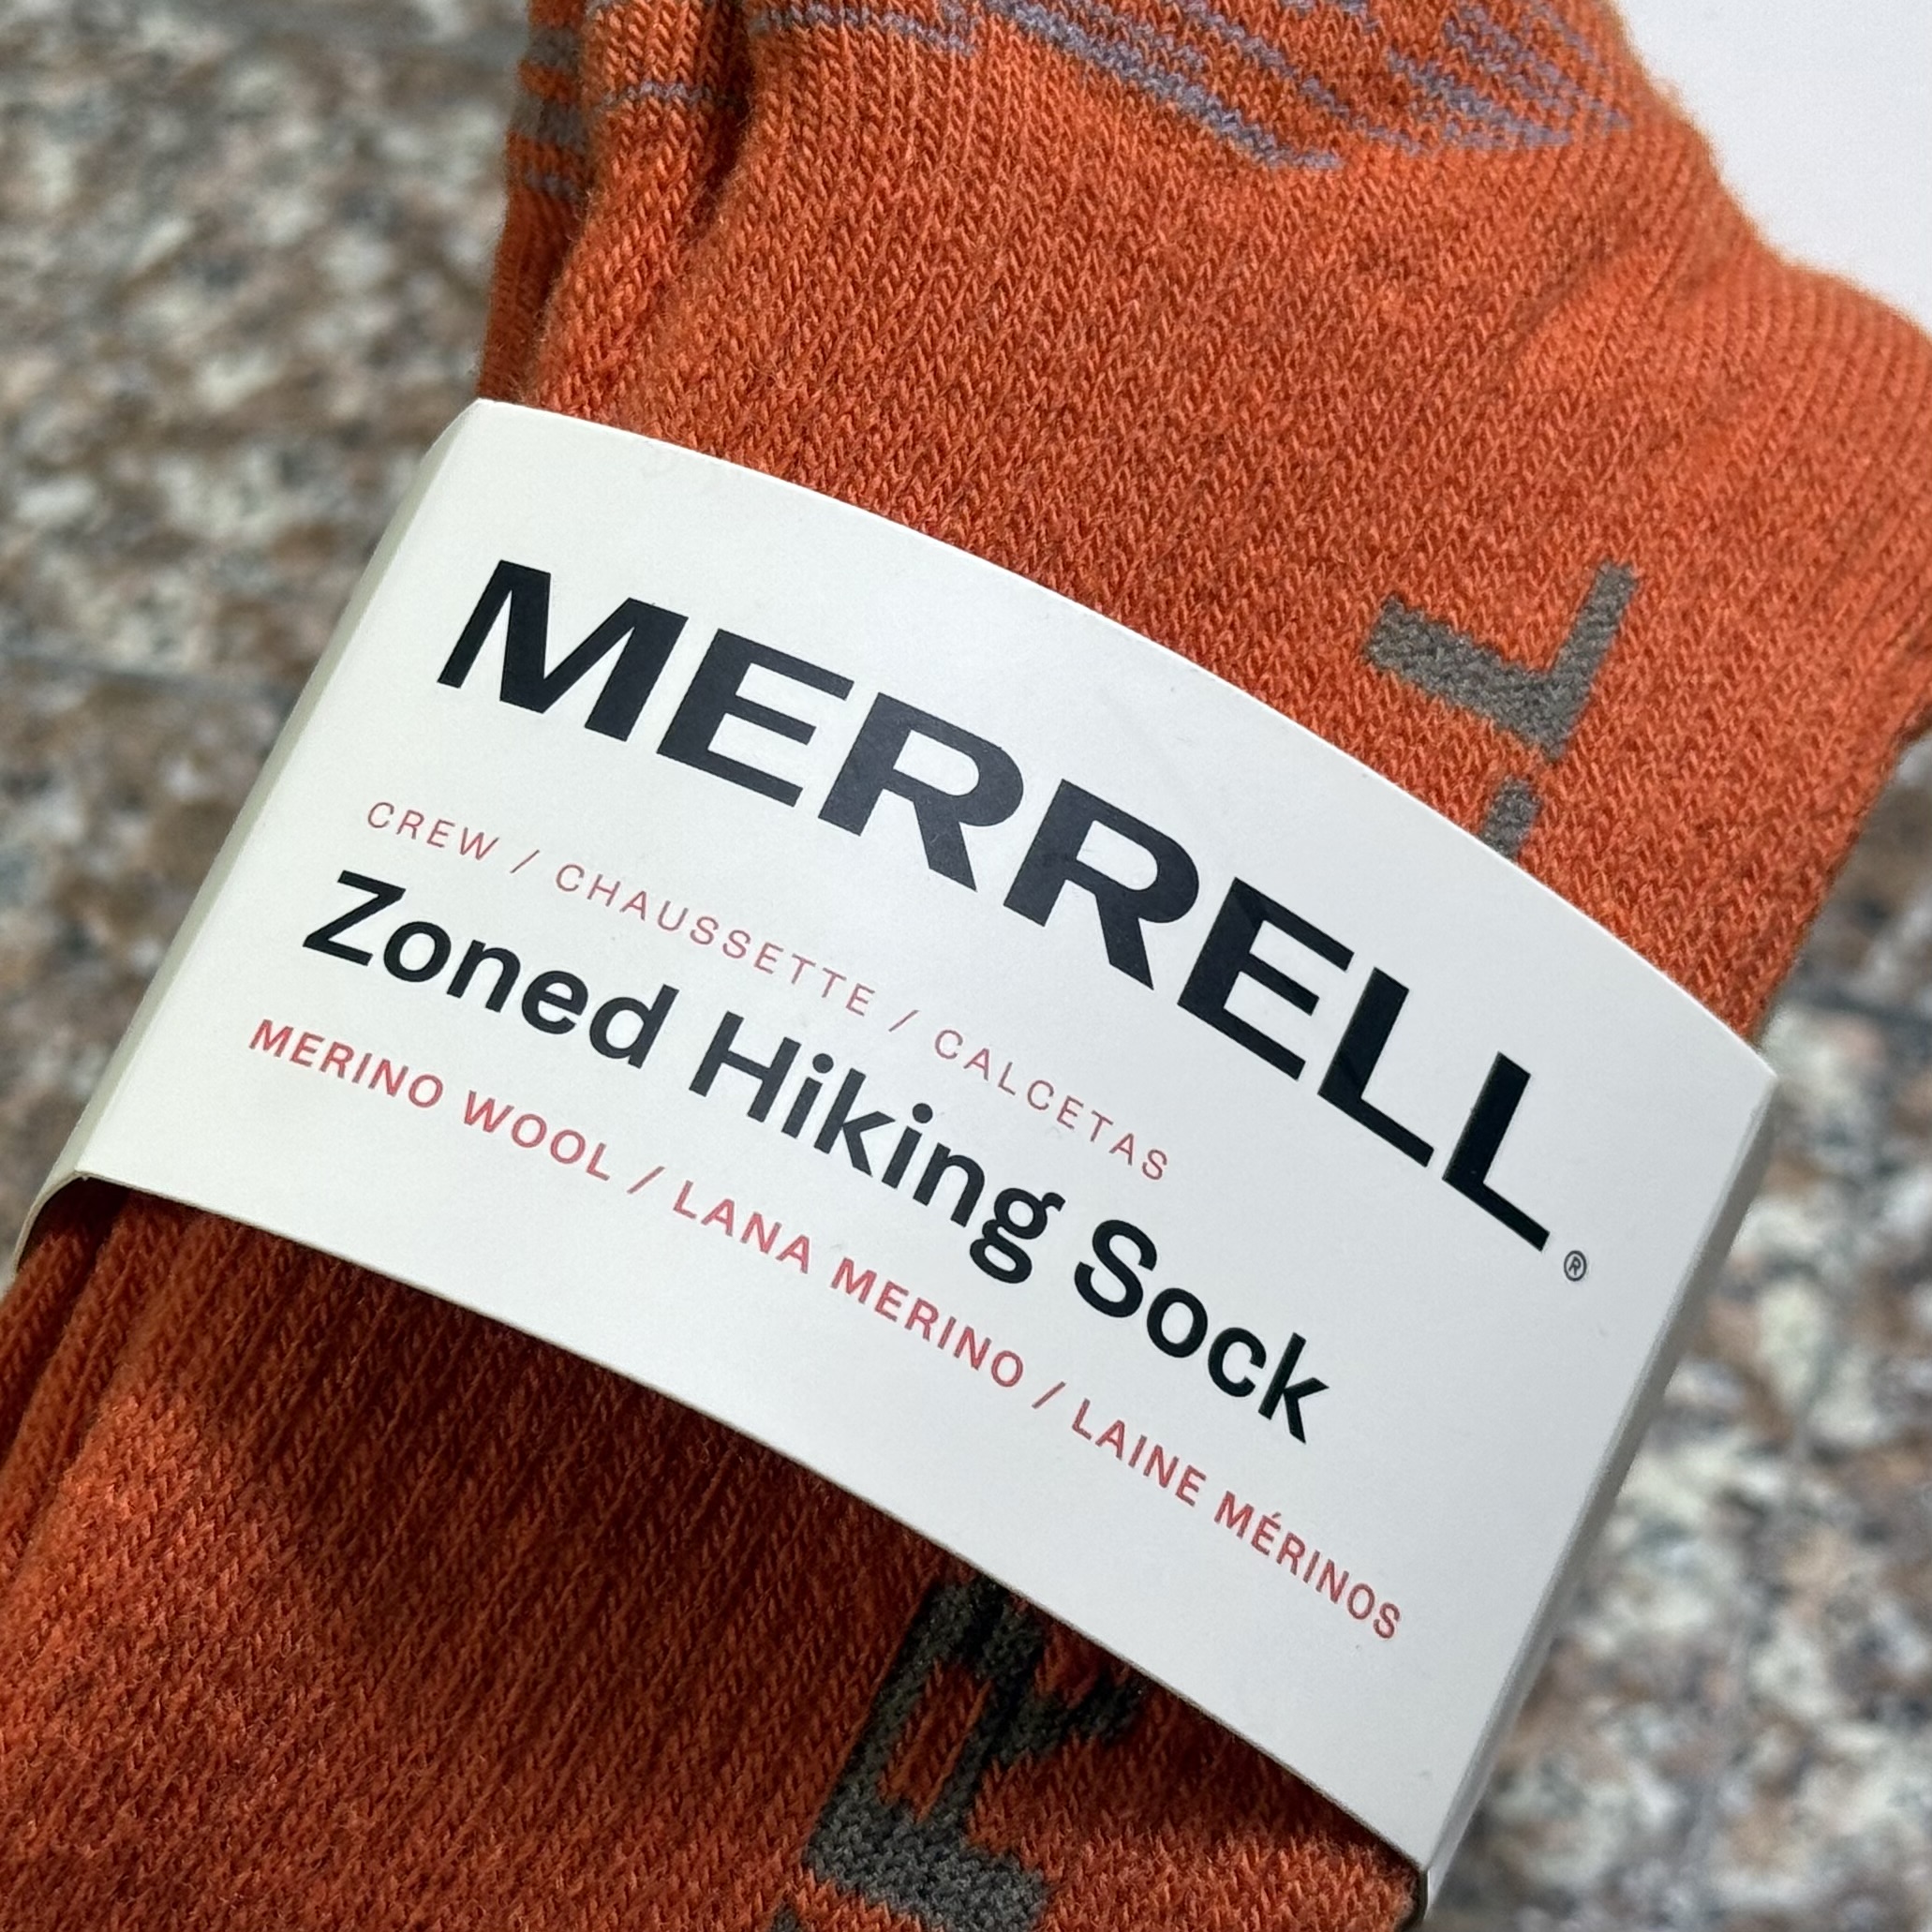 MERRELL®
CREW / CHAUSSETTE / CALCETAS
Zoned Hiking Sock
MERINO WOOL / LANA MERINO / LAINE MÉRINOS